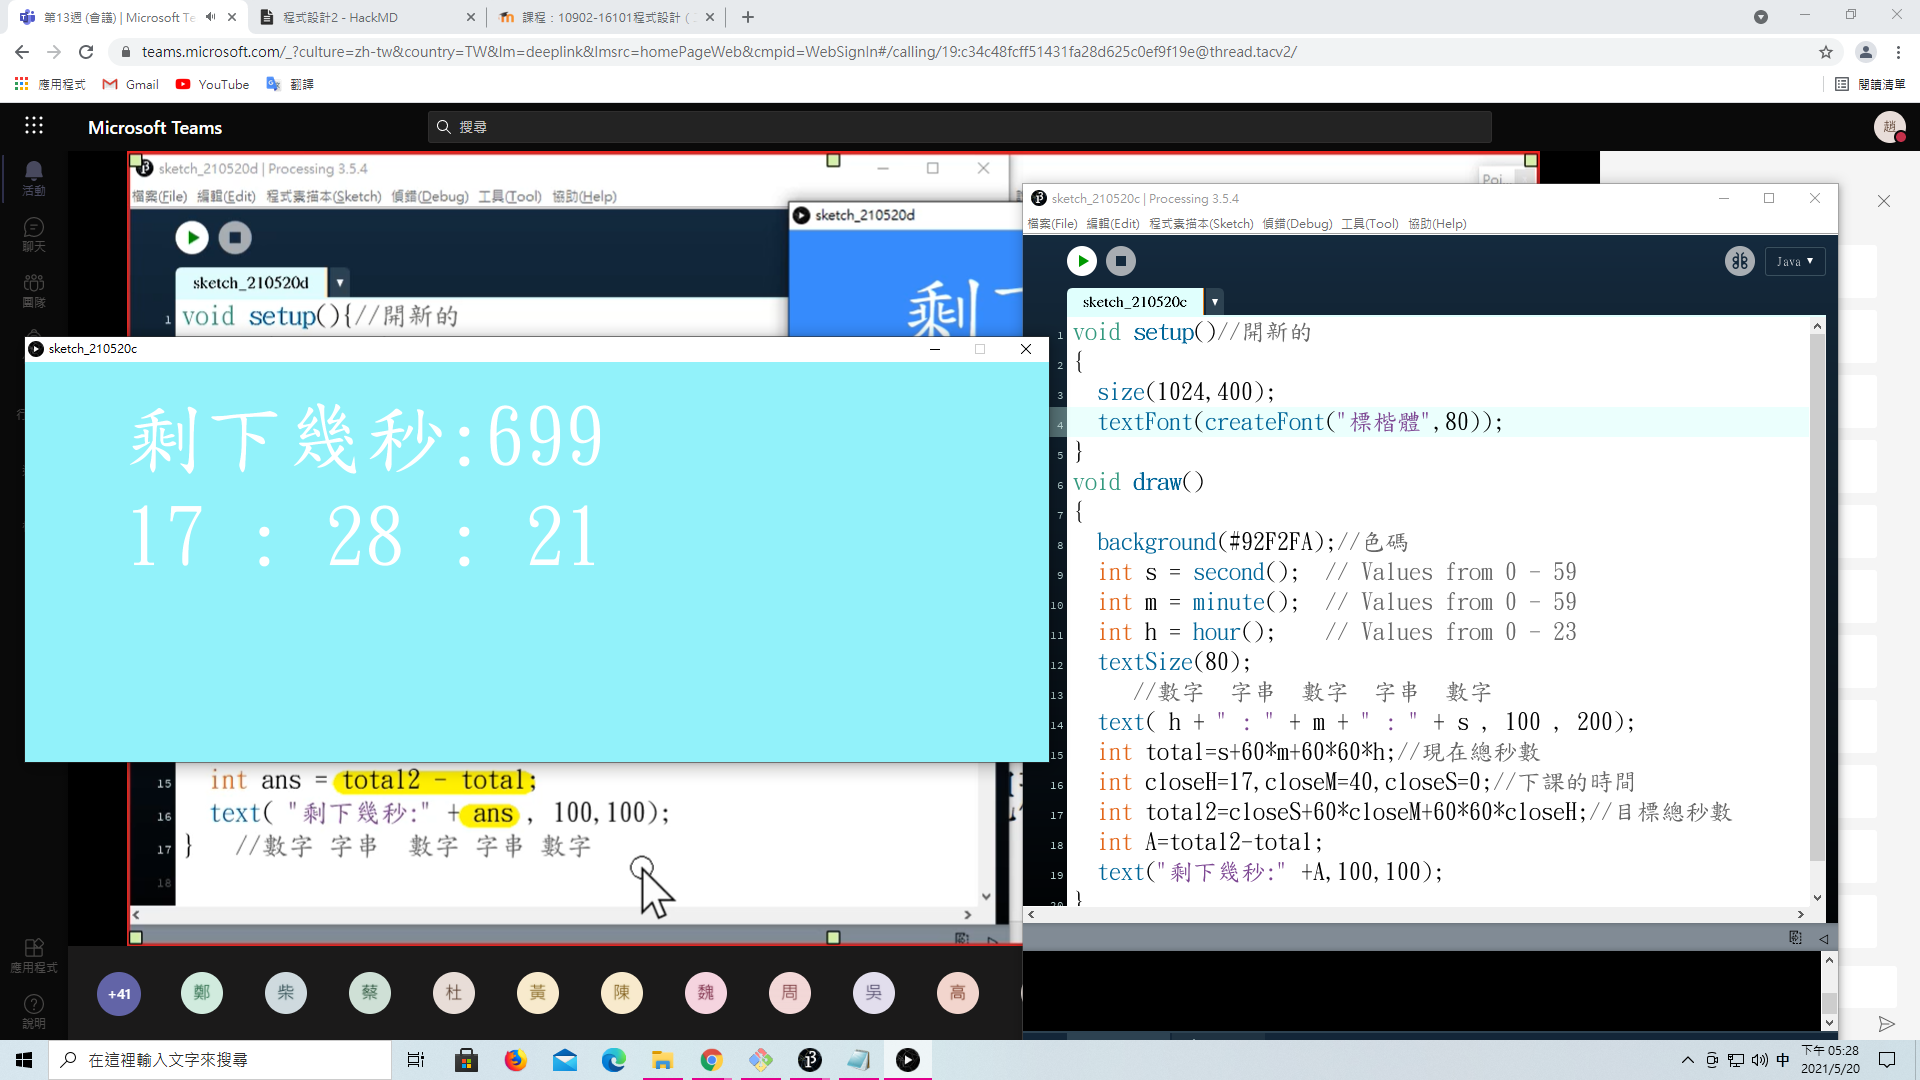 第13週 (會議) | Microsoft Te
程式設計2 - HackMD
課程：10902-16101程式設計 (
teams.microsoft.com/_?culture=zh-tw&country=TW&lm=deeplink&lmsrc=homePageWeb&cmpid=WebSignIn#/calling/19:c34c48fcff51431fa28d625c0ef9f19e@thread.tacv2/
應用程式
Gmail
YouTube
翻譯
閱讀清單
Microsoft Teams
搜尋
趙
活動
聊天
團隊
應用程式
說明
sketch_210520d | Processing 3.5.4
檔案(File) 編輯(Edit) 程式素描本(Sketch) 偵錯(Debug) 工具(Tool) 協助(Help)
sketch_210520d
1 void setup(){//開新的
sketch_210520d
剩
Poi
sketch_210520c
剩下幾秒:699
17 : 28 : 21
15 int ans = total2 - total;
16 text( "剩下幾秒:" + ans , 100,100);
17 } //數字 字串 數字 字串 數字
18
sketch_210520c | Processing 3.5.4
檔案(File) 編輯(Edit) 程式素描本(Sketch) 偵錯(Debug) 工具(Tool) 協助(Help)
Java
sketch_210520c
1 void setup()//開新的
2 {
3 size(1024,400);
4 textFont(createFont("標楷體",80));
5 }
6 void draw()
7 {
8 background(#92F2FA);//色碼
9 int s = second(); // Values from 0 - 59
10 int m = minute(); // Values from 0 - 59
11 int h = hour(); // Values from 0 - 23
12 textSize(80);
13 //數字 字串 數字 字串 數字
14 text( h + " : " + m + " : " + s , 100 , 200);
15 int total=s+60*m+60*60*h;//現在總秒數
16 int closeH=17,closeM=40,closeS=0;//下課的時間
17 int total2=closeS+60*closeM+60*60*closeH;//目標總秒數
18 int A=total2-total;
19 text("剩下幾秒:" +A,100,100);
20 }
+41
鄭
柴
蔡
杜
黃
陳
魏
周
吳
高
在這裡輸入文字來搜尋
中
下午 05:28
2021/5/20